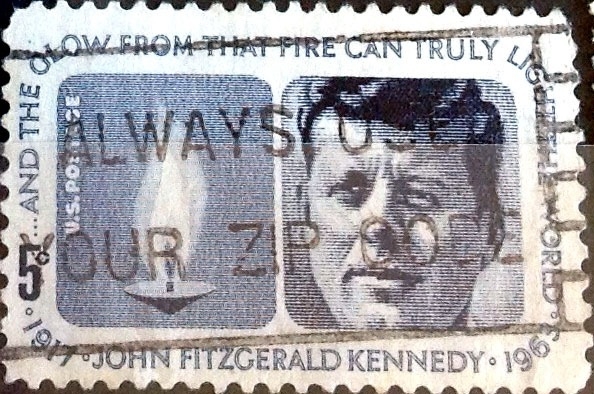 ...AND THE GLOW FROM THAT FIRE CAN TRULY LIGHT THE WORLD.
U.S. POSTAGE
5¢
1917 · JOHN FITZGERALD KENNEDY · 1963
ALWAYS USE
YOUR ZIP CODE